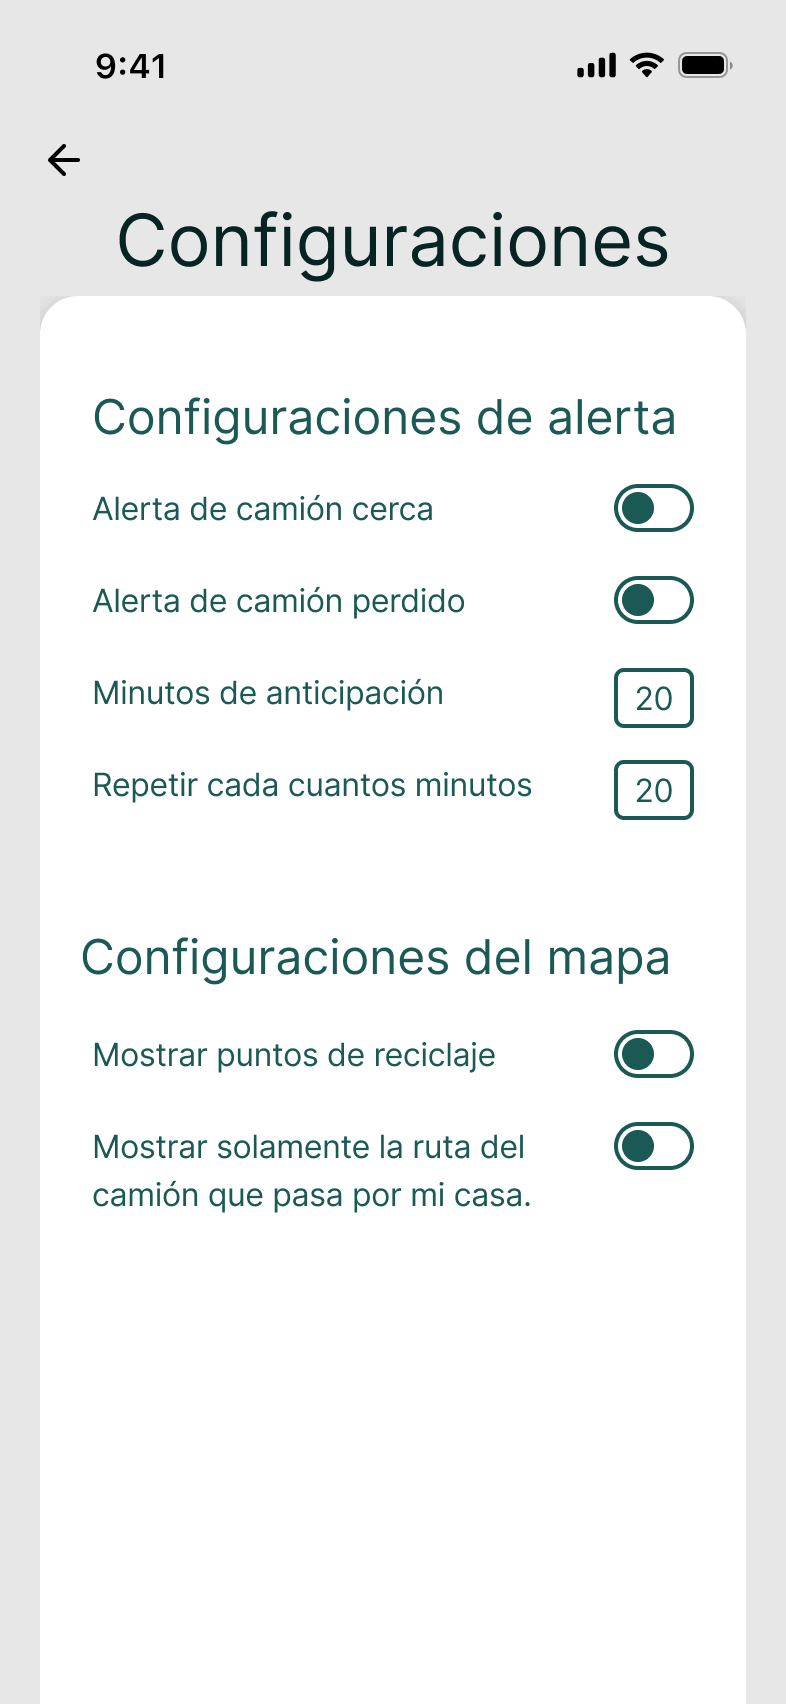 9:41
Configuraciones
Configuraciones de alerta
Alerta de camión cerca
Alerta de camión perdido
Minutos de anticipación
20
Repetir cada cuantos minutos
20
Configuraciones del mapa
Mostrar puntos de reciclaje
Mostrar solamente la ruta del
camión que pasa por mi casa.